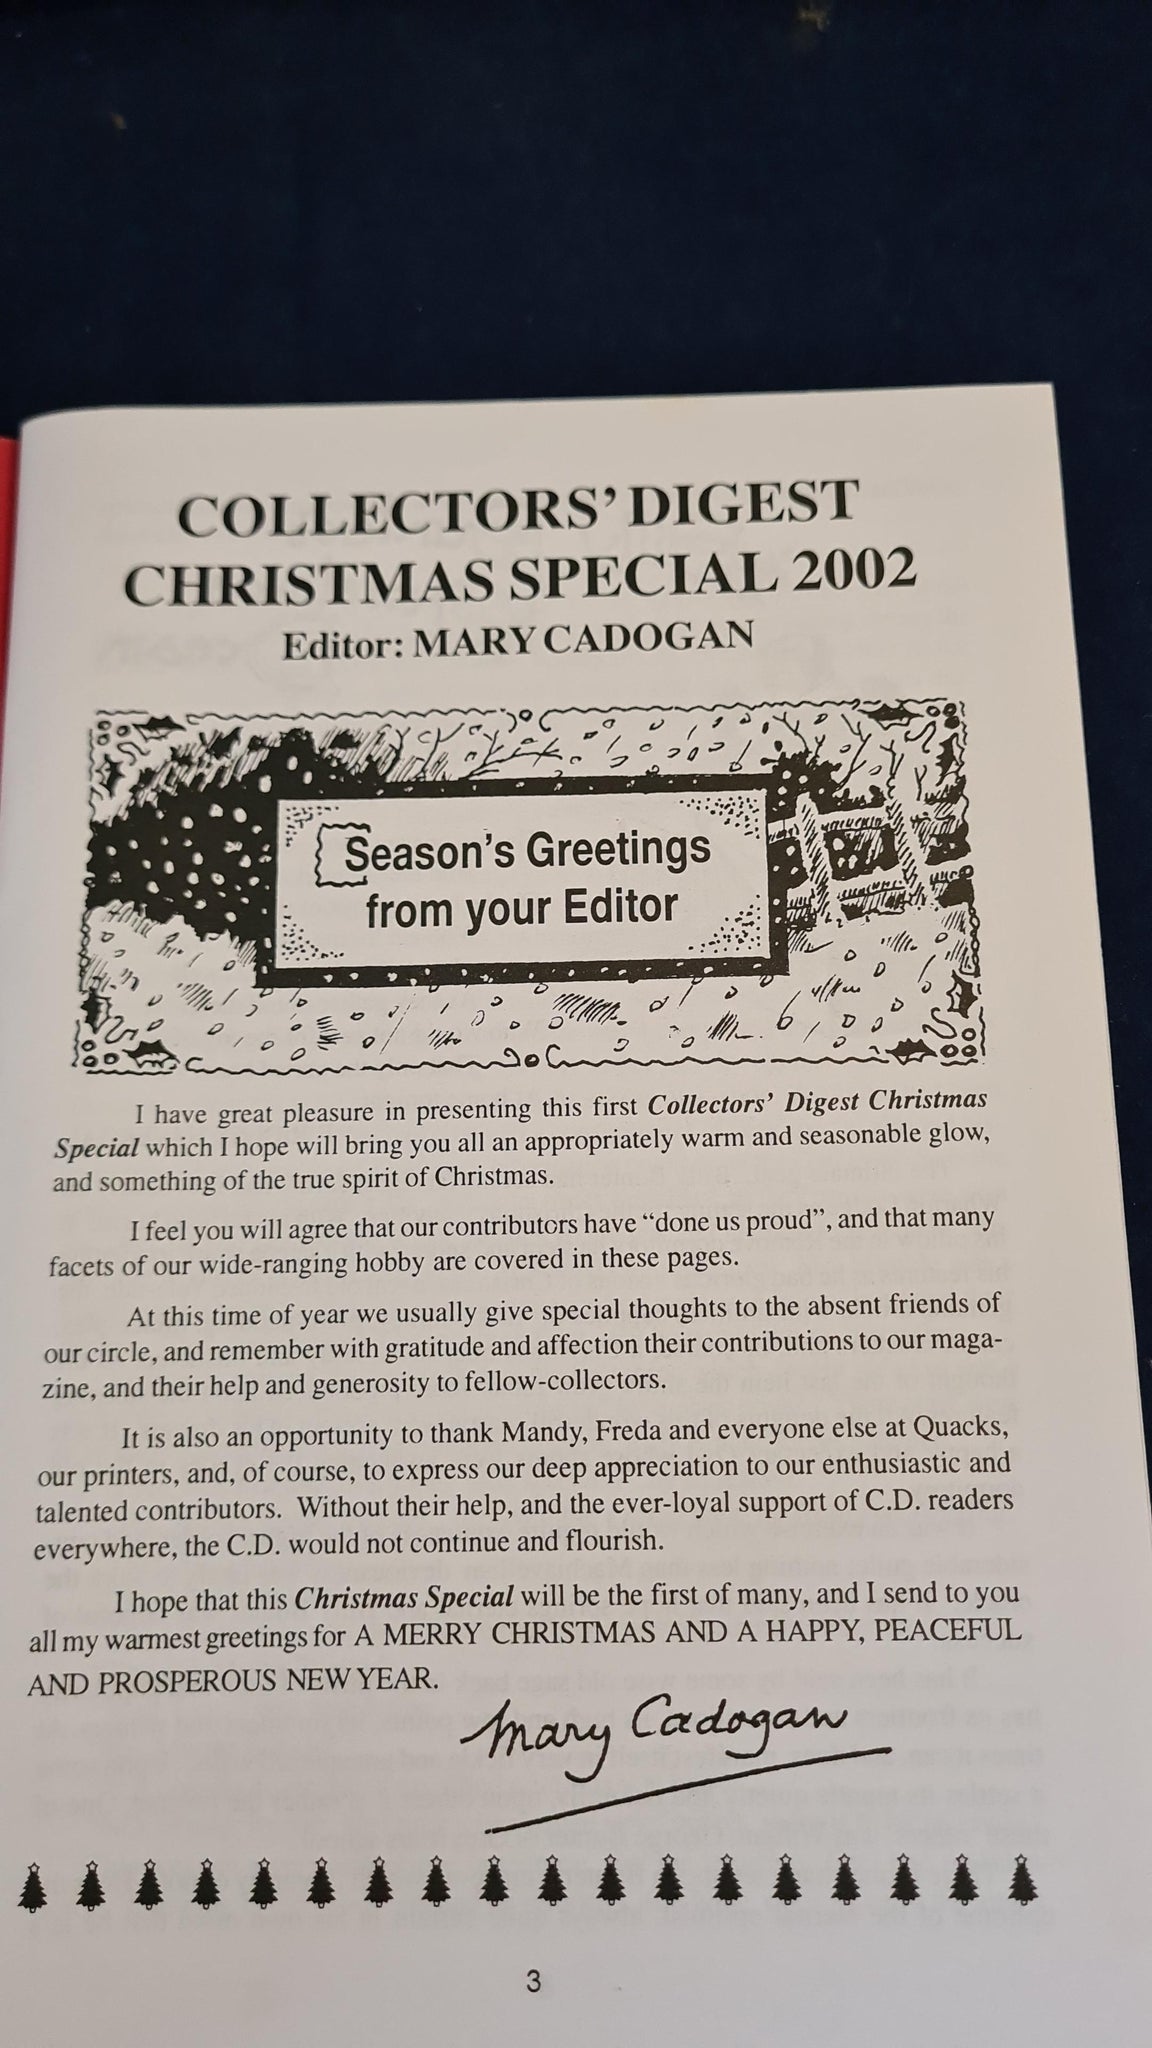 COLLECTORS' DIGEST
CHRISTMAS SPECIAL 2002
Editor: MARY CADOGAN
Season's Greetings
from your Editor
I have great pleasure in presenting this first Collectors' Digest Christmas
Special which I hope will bring you all an appropriately warm and seasonable glow,
and something of the true spirit of Christmas.
I feel you will agree that our contributors have “done us proud”, and that many
facets of our wide-ranging hobby are covered in these pages.
At this time of year we usually give special thoughts to the absent friends of
our circle, and remember with gratitude and affection their contributions to our maga-
zine, and their help and generosity to fellow-collectors.
It is also an opportunity to thank Mandy, Freda and everyone else at Quacks,
our printers, and, of course, to express our deep appreciation to our enthusiastic and
talented contributors. Without their help, and the ever-loyal support of C.D. readers
everywhere, the C.D. would not continue and flourish.
I hope that this Christmas Special will be the first of many, and I send to you
all my warmest greetings for A MERRY CHRISTMAS AND A HAPPY, PEACEFUL
AND PROSPEROUS NEW YEAR.
Mary Cadogan
3